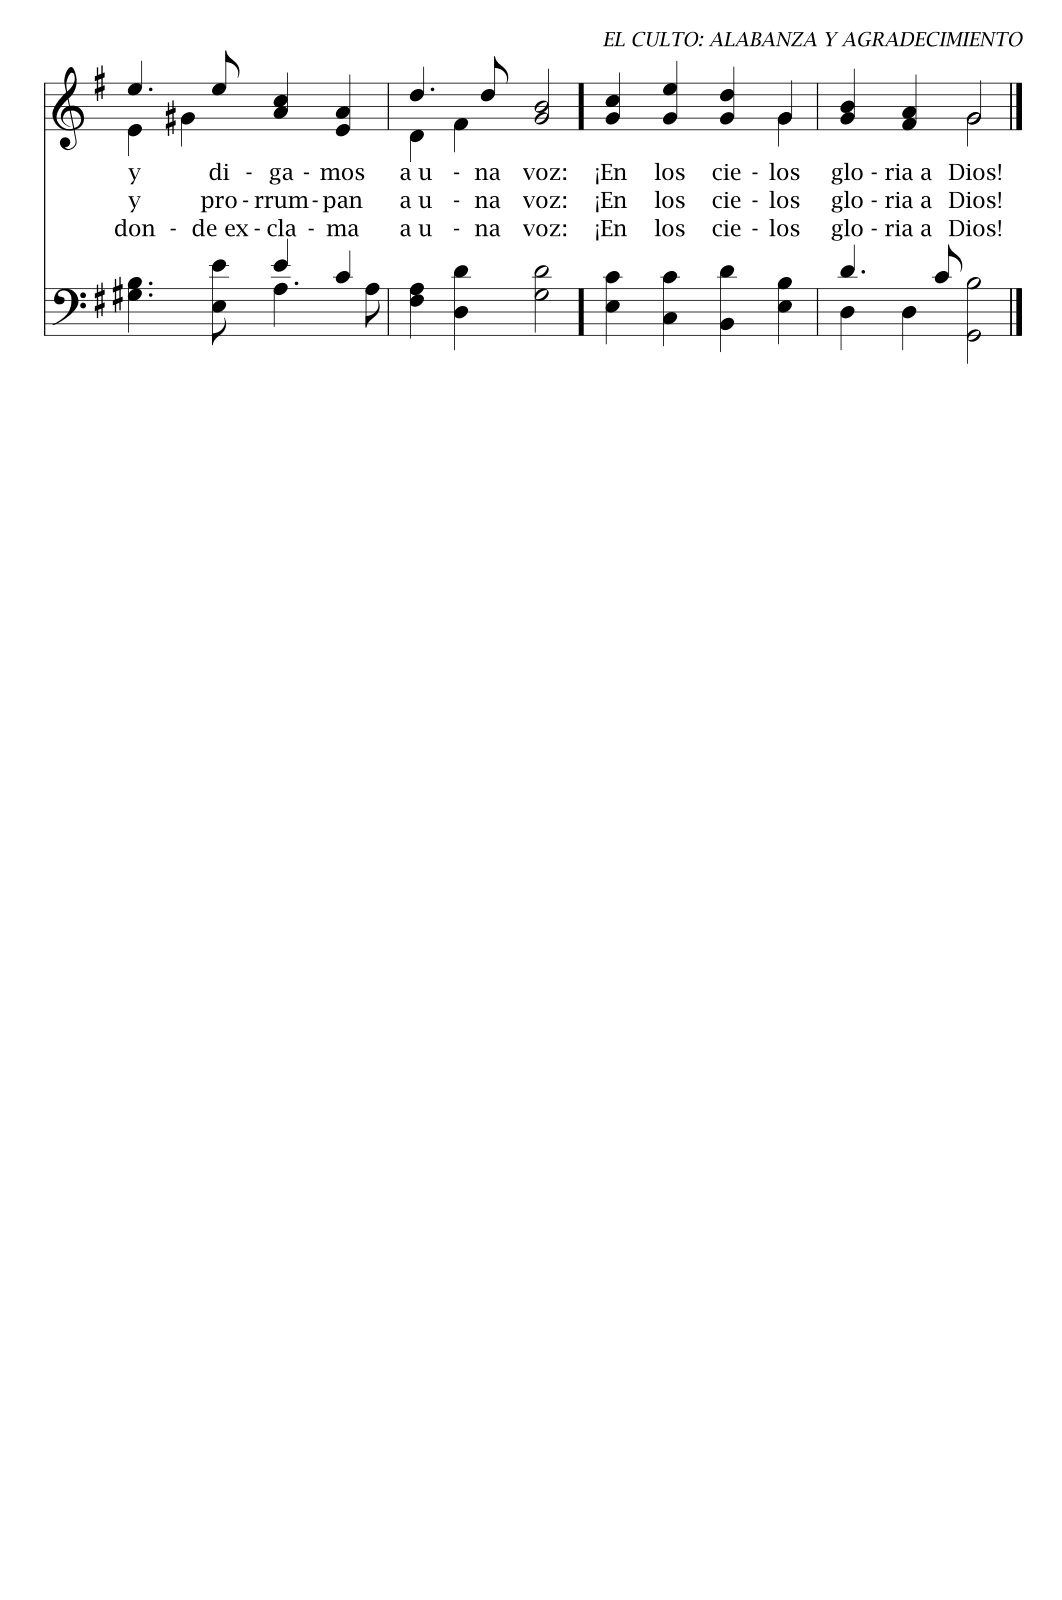 EL CULTO: ALABANZA Y AGRADECIMIENTO
y di - ga - mos a u - na voz: ¡En los cie - los glo - ria a Dios!
y pro - rrum - pan a u - na voz: ¡En los cie - los glo - ria a Dios!
don - de ex - cla - ma a u - na voz: ¡En los cie - los glo - ria a Dios!